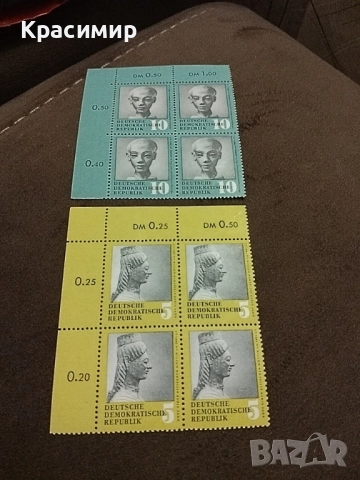 Красимир
DM 0.20 DM 1.00
0.50
DEUTSCHE DEMOKRATISCHE REPUBLIK 10
DEUTSCHE DEMOKRATISCHE REPUBLIK 10
0.40
DEUTSCHE DEMOKRATISCHE REPUBLIK 10
DEUTSCHE DEMOKRATISCHE REPUBLIK 10
DM 0.25 DM 0.50
0.25
DEUTSCHE DEMOKRATISCHE REPUBLIK 5
DEUTSCHE DEMOKRATISCHE REPUBLIK 5
0.20
DEUTSCHE DEMOKRATISCHE REPUBLIK 5
DEUTSCHE DEMOKRATISCHE REPUBLIK 5
BAZAR